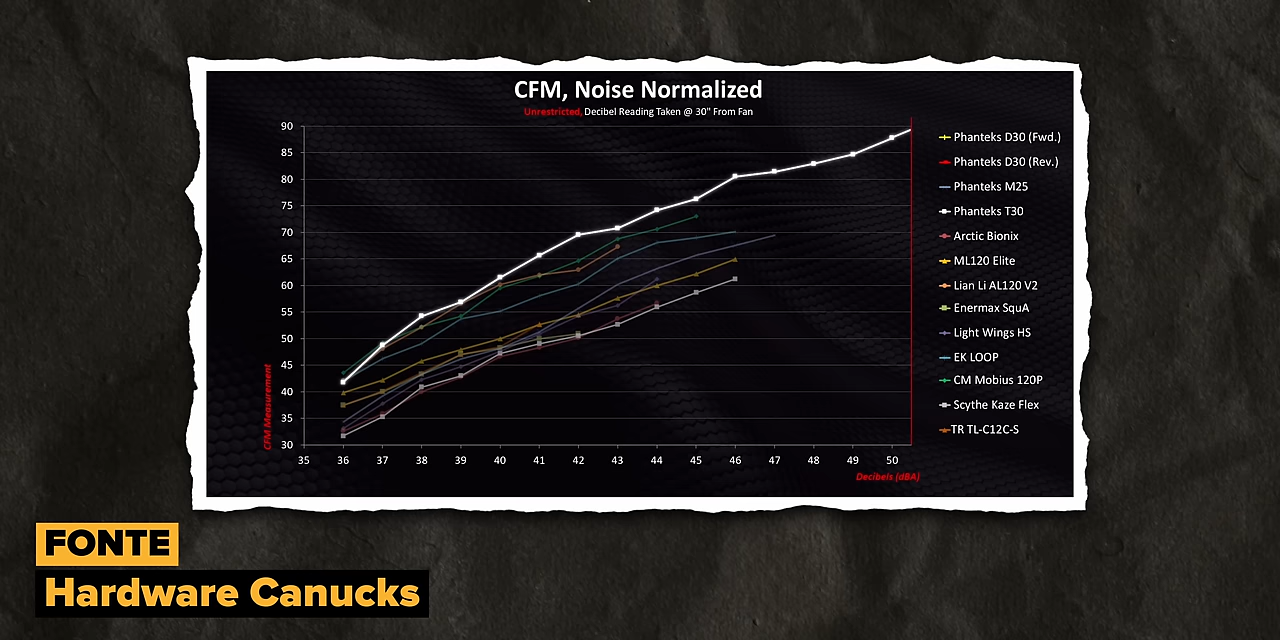 CFM, Noise Normalized
Unrestricted, Decibel Reading Taken @ 30" From Fan
90
85
80
75
70
65
60
55
50
45
40
35
30
CFM Measurement
35 36 37 38 39 40 41 42 43 44 45 46 47 48 49 50
Decibels (dBA)
Phanteks D30 (Fwd.)
Phanteks D30 (Rev.)
Phanteks M25
Phanteks T30
Arctic Bionix
ML120 Elite
Lian Li AL120 V2
Enermax SquA
Light Wings HS
EK LOOP
CM Mobius 120P
Scythe Kaze Flex
TR TL-C12C-S
FONTE
Hardware Canucks